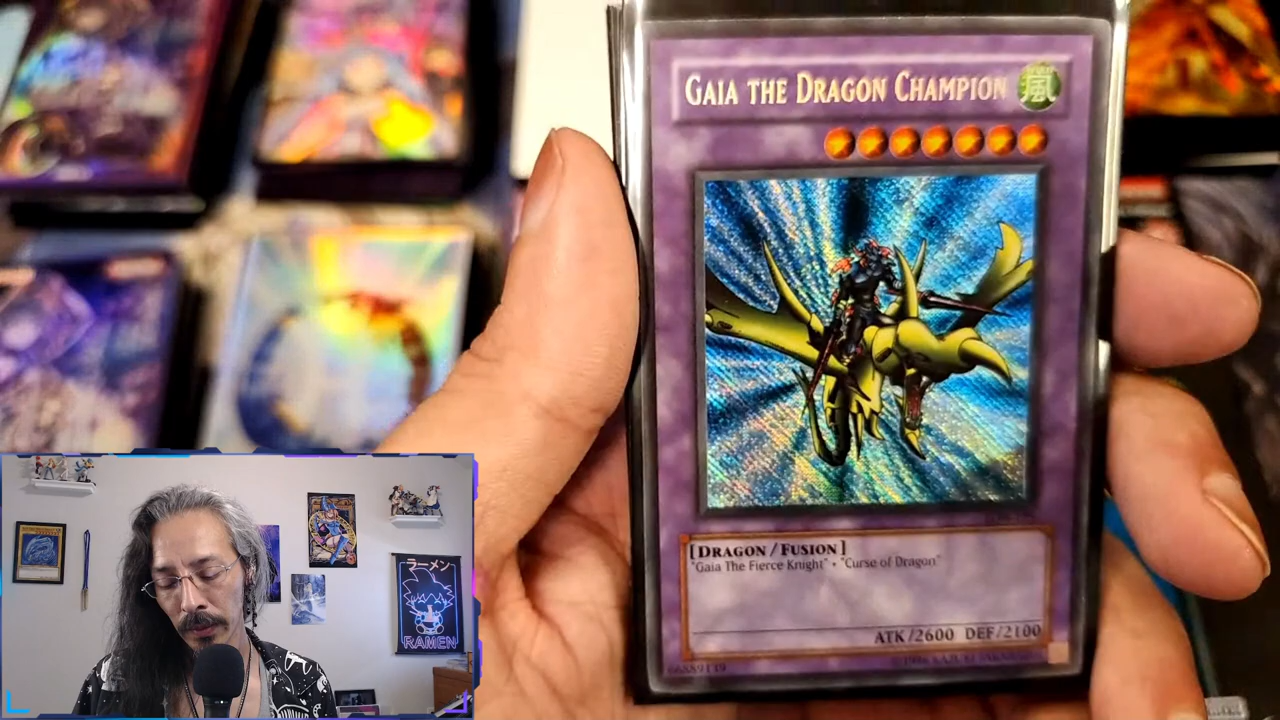 GAIA THE DRAGON CHAMPION
風
[DRAGON/FUSION]
"Gaia The Fierce Knight" • "Curse of Dragon"
ATK/2600 DEF/2100
ラーメン
RAMEN